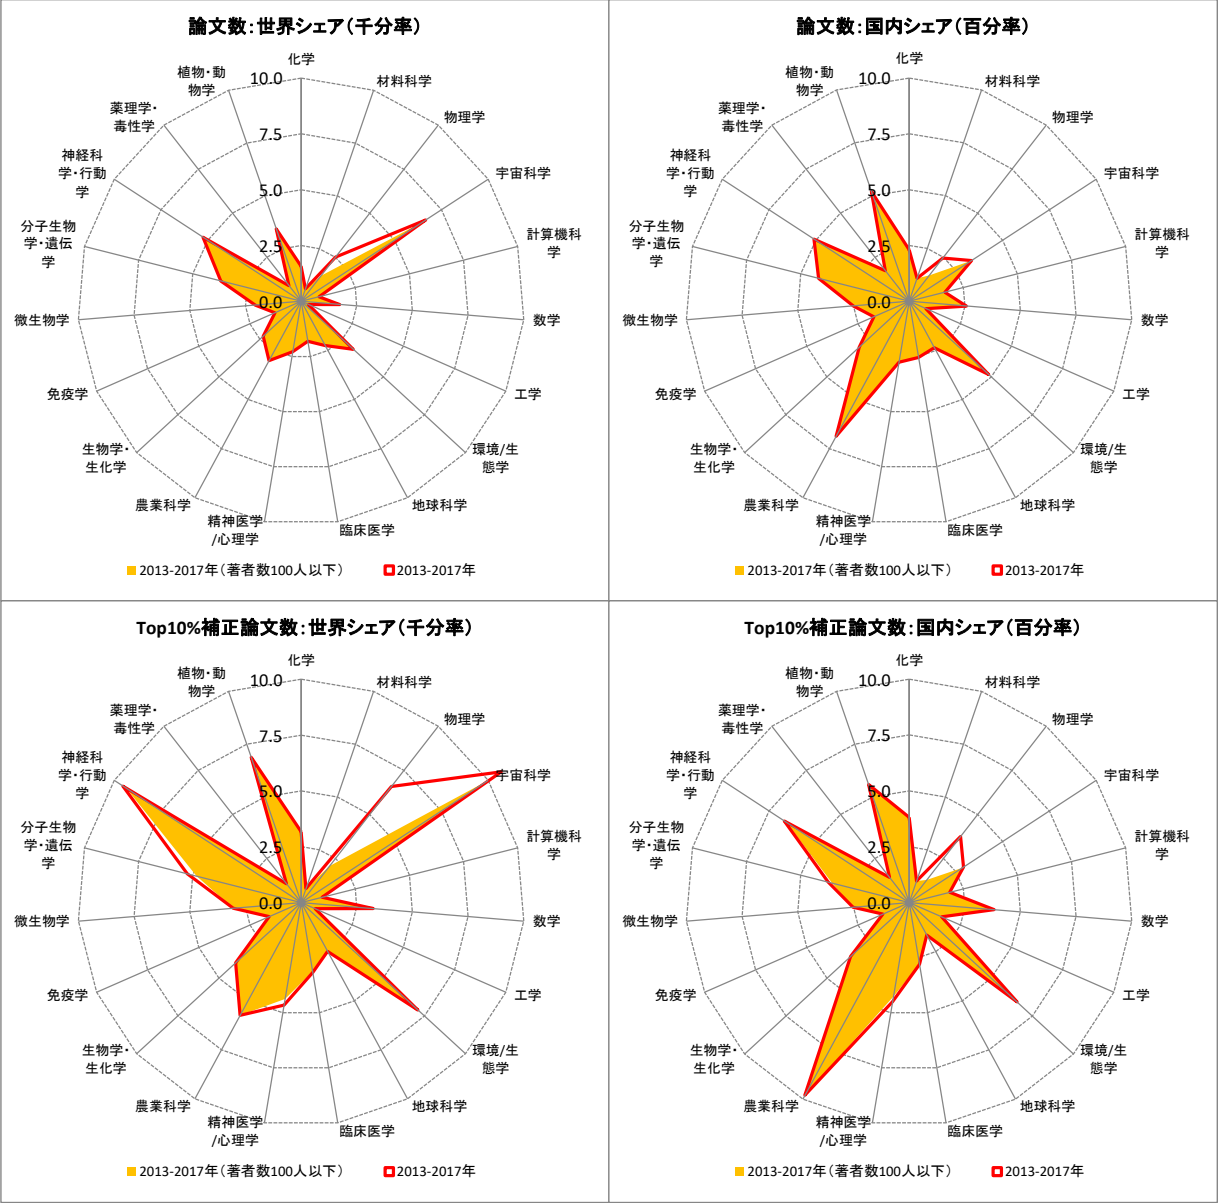 論文数：世界シェア（千分率）
化学
材料科学
物理学
宇宙科学
計算機科
学
数学
工学
環境/生
態学
地球科学
臨床医学
精神医学
/心理学
農業科学
生物学・
生化学
免疫学
微生物学
分子生物
学・遺伝
学
神経科
学・行動
学
薬理学・
毒性学
植物・動
物学
10.0
7.5
5.0
2.5
0.0
2013-2017年（著者数100人以下）
2013-2017年
論文数：国内シェア（百分率）
化学
材料科学
物理学
宇宙科学
計算機科
学
数学
工学
環境/生
態学
地球科学
臨床医学
精神医学
/心理学
農業科学
生物学・
生化学
免疫学
微生物学
分子生物
学・遺伝
学
神経科
学・行動
学
薬理学・
毒性学
植物・動
物学
10.0
7.5
5.0
2.5
0.0
2013-2017年（著者数100人以下）
2013-2017年
Top10%補正論文数：世界シェア（千分率）
化学
材料科学
物理学
宇宙科学
計算機科
学
数学
工学
環境/生
態学
地球科学
臨床医学
精神医学
/心理学
農業科学
生物学・
生化学
免疫学
微生物学
分子生物
学・遺伝
学
神経科
学・行動
学
薬理学・
毒性学
植物・動
物学
10.0
7.5
5.0
2.5
0.0
2013-2017年（著者数100人以下）
2013-2017年
Top10%補正論文数：国内シェア（百分率）
化学
材料科学
物理学
宇宙科学
計算機科
学
数学
工学
環境/生
態学
地球科学
臨床医学
精神医学
/心理学
農業科学
生物学・
生化学
免疫学
微生物学
分子生物
学・遺伝
学
神経科
学・行動
学
薬理学・
毒性学
植物・動
物学
10.0
7.5
5.0
2.5
0.0
2013-2017年（著者数100人以下）
2013-2017年